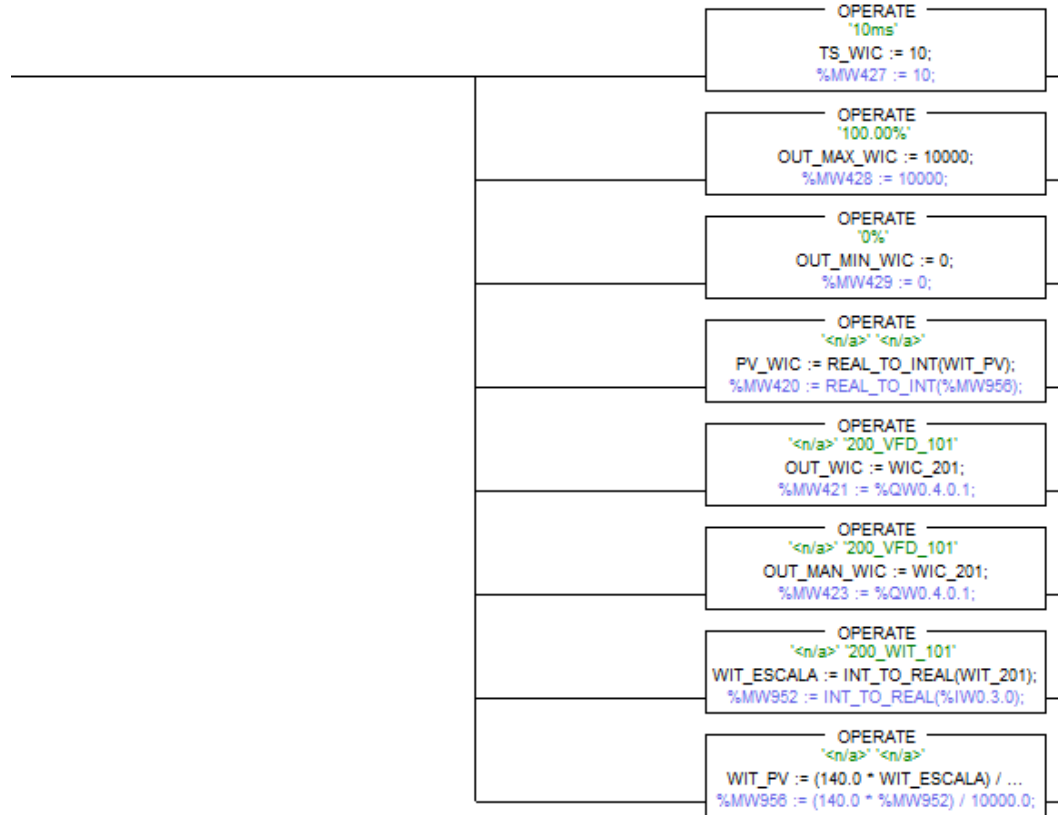 OPERATE
'10ms'
TS_WIC := 10;
%MW427 := 10;
OPERATE
'100.00%'
OUT_MAX_WIC := 10000;
%MW428 := 10000;
OPERATE
'0%'
OUT_MIN_WIC := 0;
%MW429 := 0;
OPERATE
'<n/a>' '<n/a>'
PV_WIC := REAL_TO_INT(WIT_PV);
%MW420 := REAL_TO_INT(%MW956);
OPERATE
'<n/a>' '200_VFD_101'
OUT_WIC := WIC_201;
%MW421 := %QW0.4.0.1;
OPERATE
'<n/a>' '200_VFD_101'
OUT_MAN_WIC := WIC_201;
%MW423 := %QW0.4.0.1;
OPERATE
'<n/a>' '200_WIT_101'
WIT_ESCALA := INT_TO_REAL(WIT_201);
%MW952 := INT_TO_REAL(%IW0.3.0);
OPERATE
'<n/a>' '<n/a>'
WIT_PV := (140.0 * WIT_ESCALA) / ...
%MW956 := (140.0 * %MW952) / 10000.0;